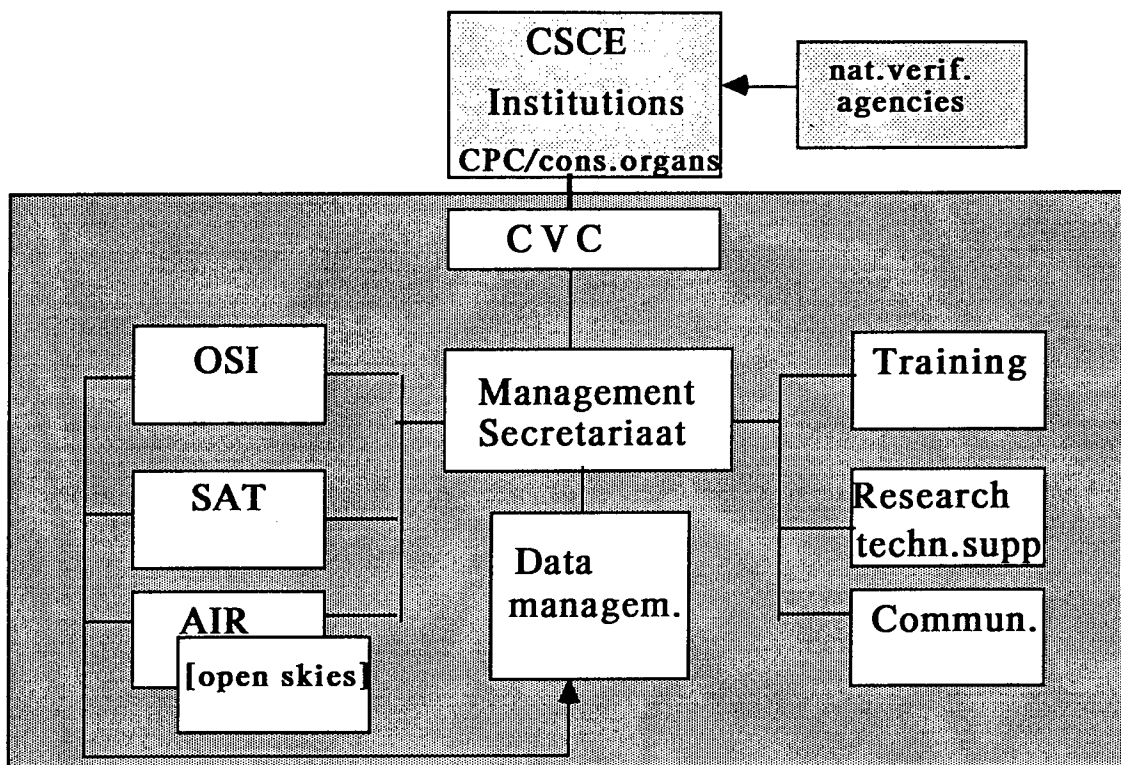 CSCE
Institutions
CPC/cons.organs
nat.verif.
agencies
C V C
OSI
Management
Secretariaat
Training
SAT
Data
managem.
Research
techn.supp
AIR
[open skies]
Commun.